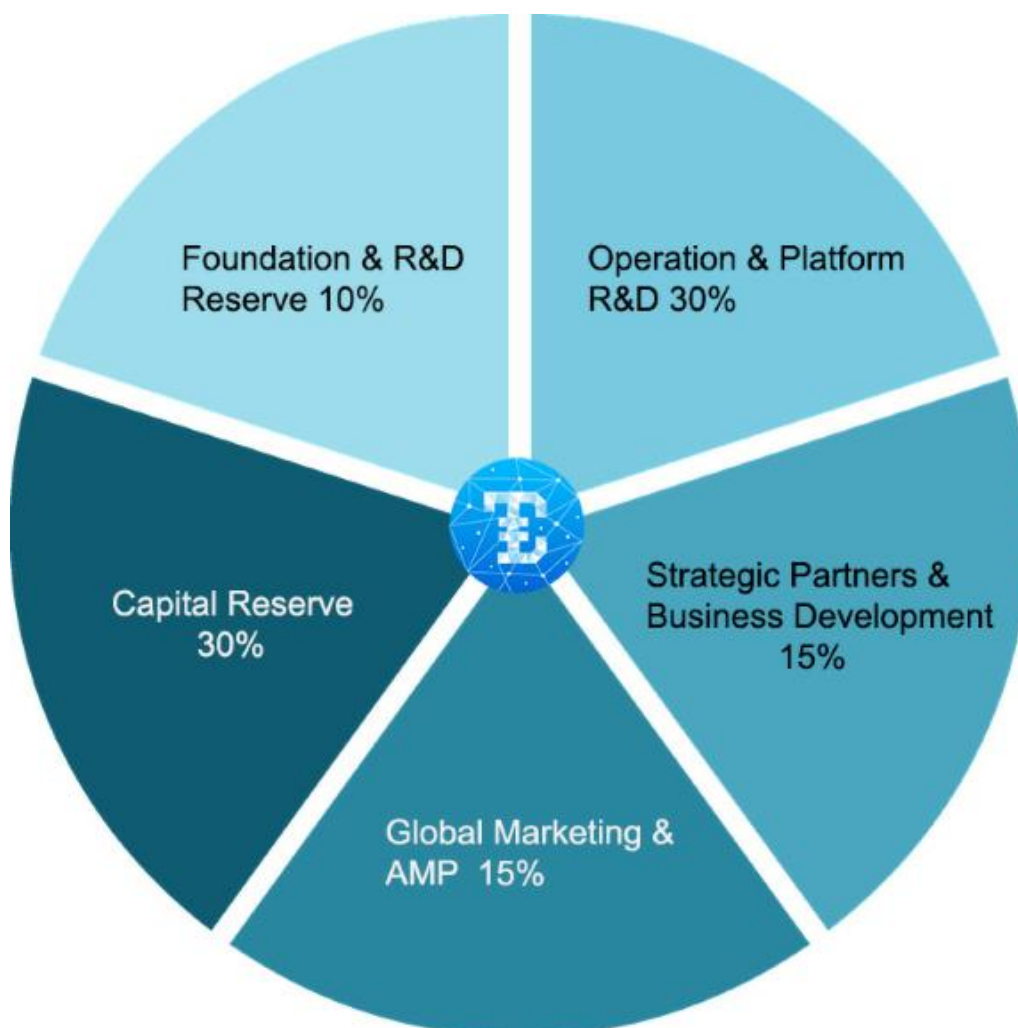 Foundation & R&D
Reserve 10%
Operation & Platform
R&D 30%
Strategic Partners &
Business Development
15%
Capital Reserve
30%
Global Marketing &
AMP 15%